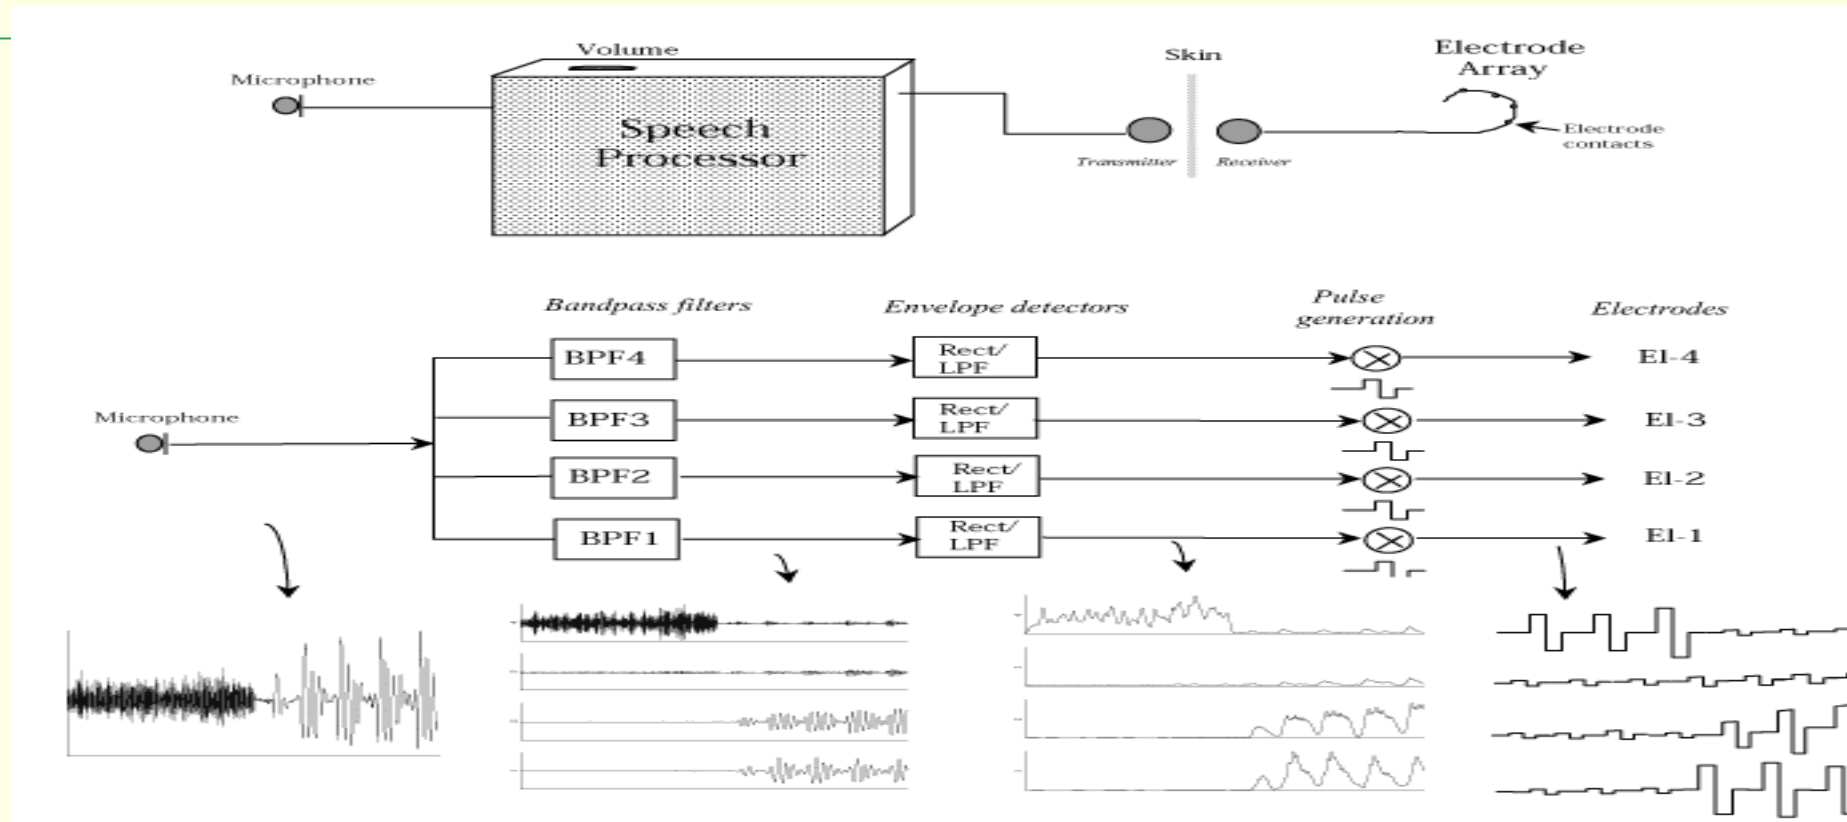 Volume
Microphone
Speech
Processor
Skin
Transmitter
Receiver
Electrode
Array
Electrode
contacts
Bandpass filters
Envelope detectors
Pulse
generation
Electrodes
Microphone
BPF4
Rect/
LPF
El-4
BPF3
Rect/
LPF
El-3
BPF2
Rect/
LPF
El-2
BPF1
Rect/
LPF
El-1